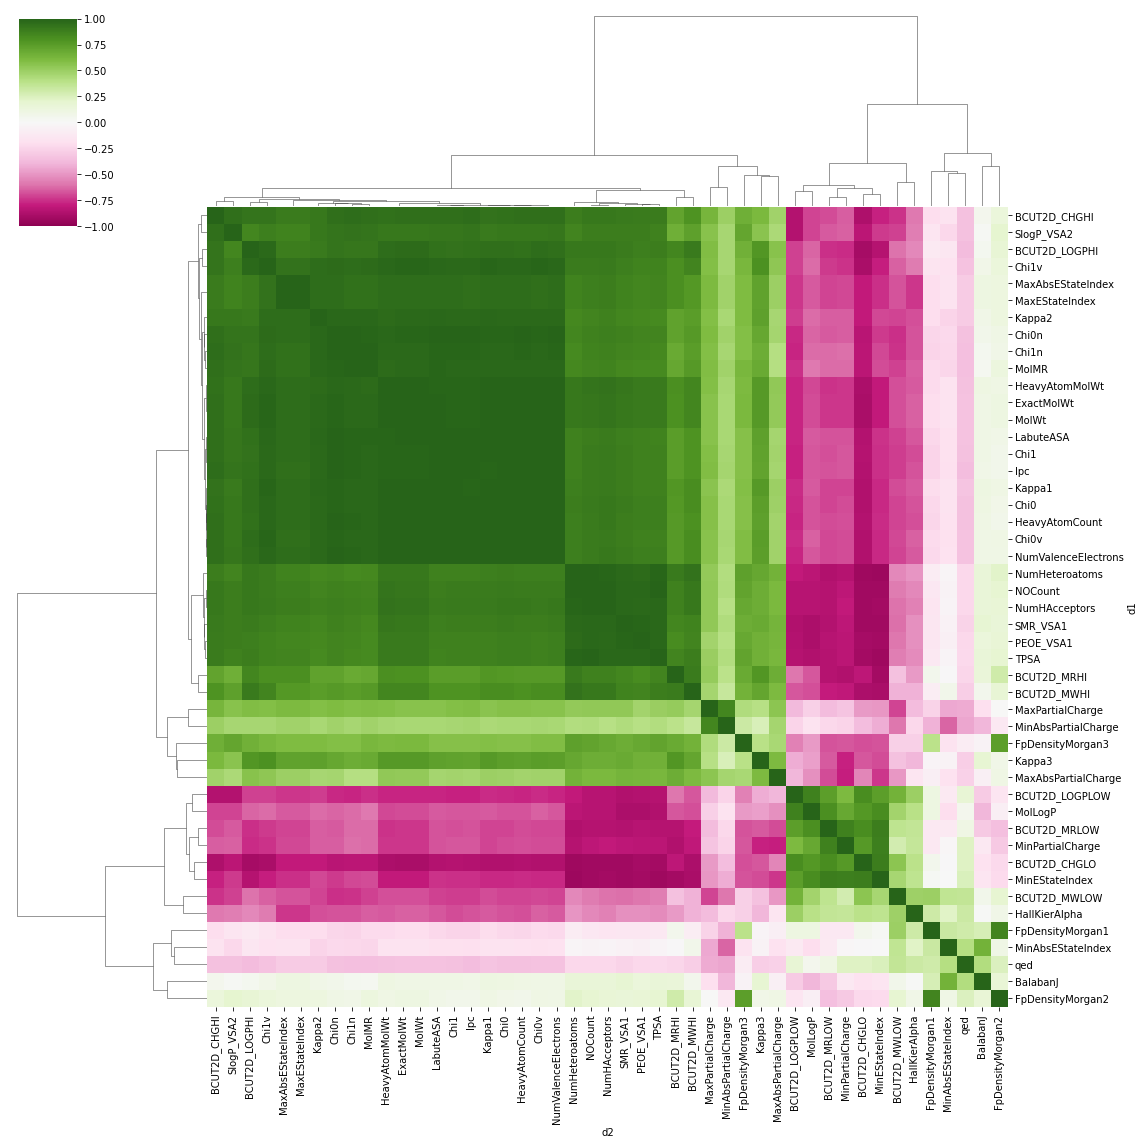 1.00
0.75
0.50
0.25
0.00
−0.25
−0.50
−0.75
−1.00
BCUT2D_CHGHI
SlogP_VSA2
BCUT2D_LOGPHI
Chi1v
MaxAbsEStateIndex
MaxEStateIndex
Kappa2
Chi0n
Chi1n
MolMR
HeavyAtomMolWt
ExactMolWt
MolWt
LabuteASA
Chi1
Ipc
Kappa1
Chi0
HeavyAtomCount
Chi0v
NumValenceElectrons
NumHeteroatoms
NOCount
NumHAcceptors
SMR_VSA1
PEOE_VSA1
TPSA
BCUT2D_MRHI
BCUT2D_MWHI
MaxPartialCharge
MinAbsPartialCharge
FpDensityMorgan3
Kappa3
MaxAbsPartialCharge
BCUT2D_LOGPLOW
MolLogP
BCUT2D_MRLOW
MinPartialCharge
BCUT2D_CHGLO
MinEStateIndex
BCUT2D_MWLOW
HallKierAlpha
FpDensityMorgan1
MinAbsEStateIndex
qed
BalabanJ
FpDensityMorgan2
d1
BCUT2D_CHGHI
SlogP_VSA2
BCUT2D_LOGPHI
Chi1v
MaxAbsEStateIndex
MaxEStateIndex
Kappa2
Chi0n
Chi1n
MolMR
HeavyAtomMolWt
ExactMolWt
MolWt
LabuteASA
Chi1
Ipc
Kappa1
Chi0
HeavyAtomCount
Chi0v
NumValenceElectrons
NumHeteroatoms
NOCount
NumHAcceptors
SMR_VSA1
PEOE_VSA1
TPSA
BCUT2D_MRHI
BCUT2D_MWHI
MaxPartialCharge
MinAbsPartialCharge
FpDensityMorgan3
Kappa3
MaxAbsPartialCharge
BCUT2D_LOGPLOW
MolLogP
BCUT2D_MRLOW
MinPartialCharge
BCUT2D_CHGLO
MinEStateIndex
BCUT2D_MWLOW
HallKierAlpha
FpDensityMorgan1
MinAbsEStateIndex
qed
BalabanJ
FpDensityMorgan2
d2